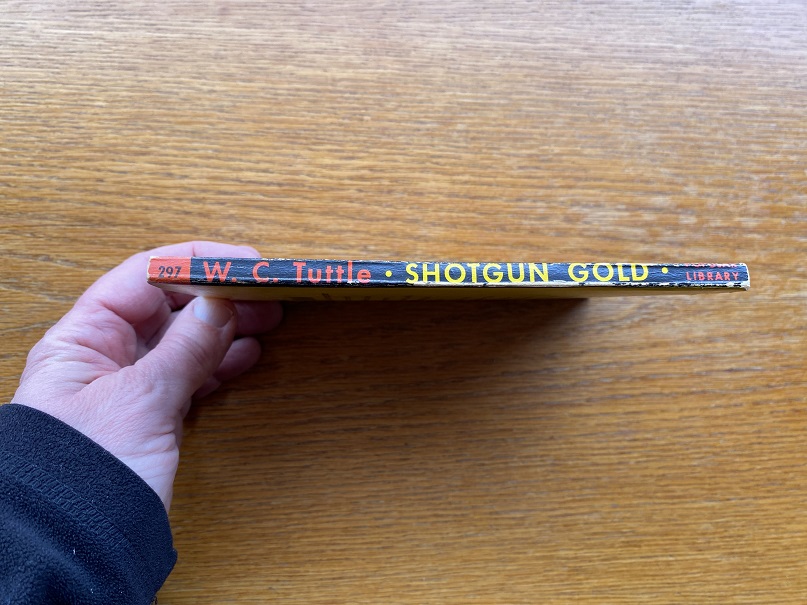 297 W. C. Tuttle • SHOTGUN GOLD •
LIBRARY